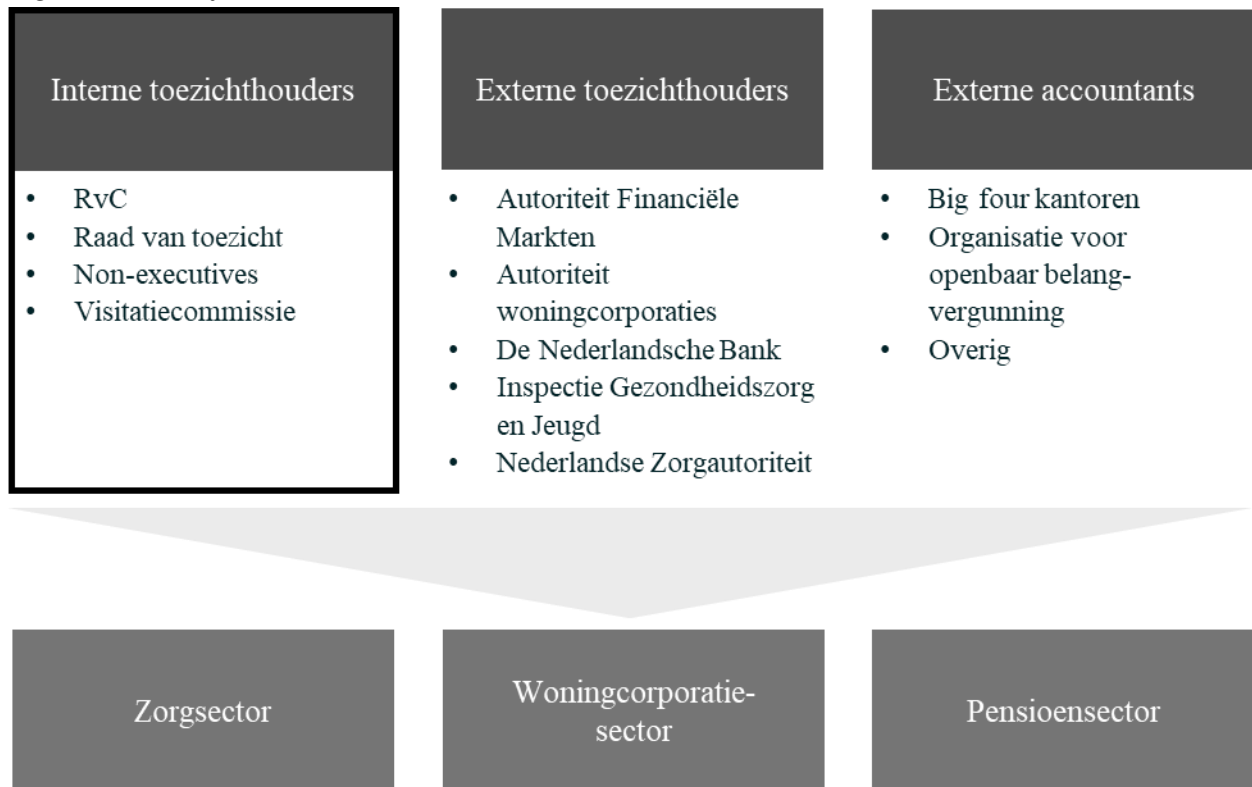 Interne toezichthouders
• RvC
• Raad van toezicht
• Non-executives
• Visitatiecommissie
Externe toezichthouders
• Autoriteit Financiële
Markten
• Autoriteit
woningcorporaties
• De Nederlandsche Bank
• Inspectie Gezondheidszorg
en Jeugd
• Nederlandse Zorgautoriteit
Externe accountants
• Big four kantoren
• Organisatie voor
openbaar belang-
vergunning
• Overig
Zorgsector
Woningcorporatie-
sector
Pensioensector